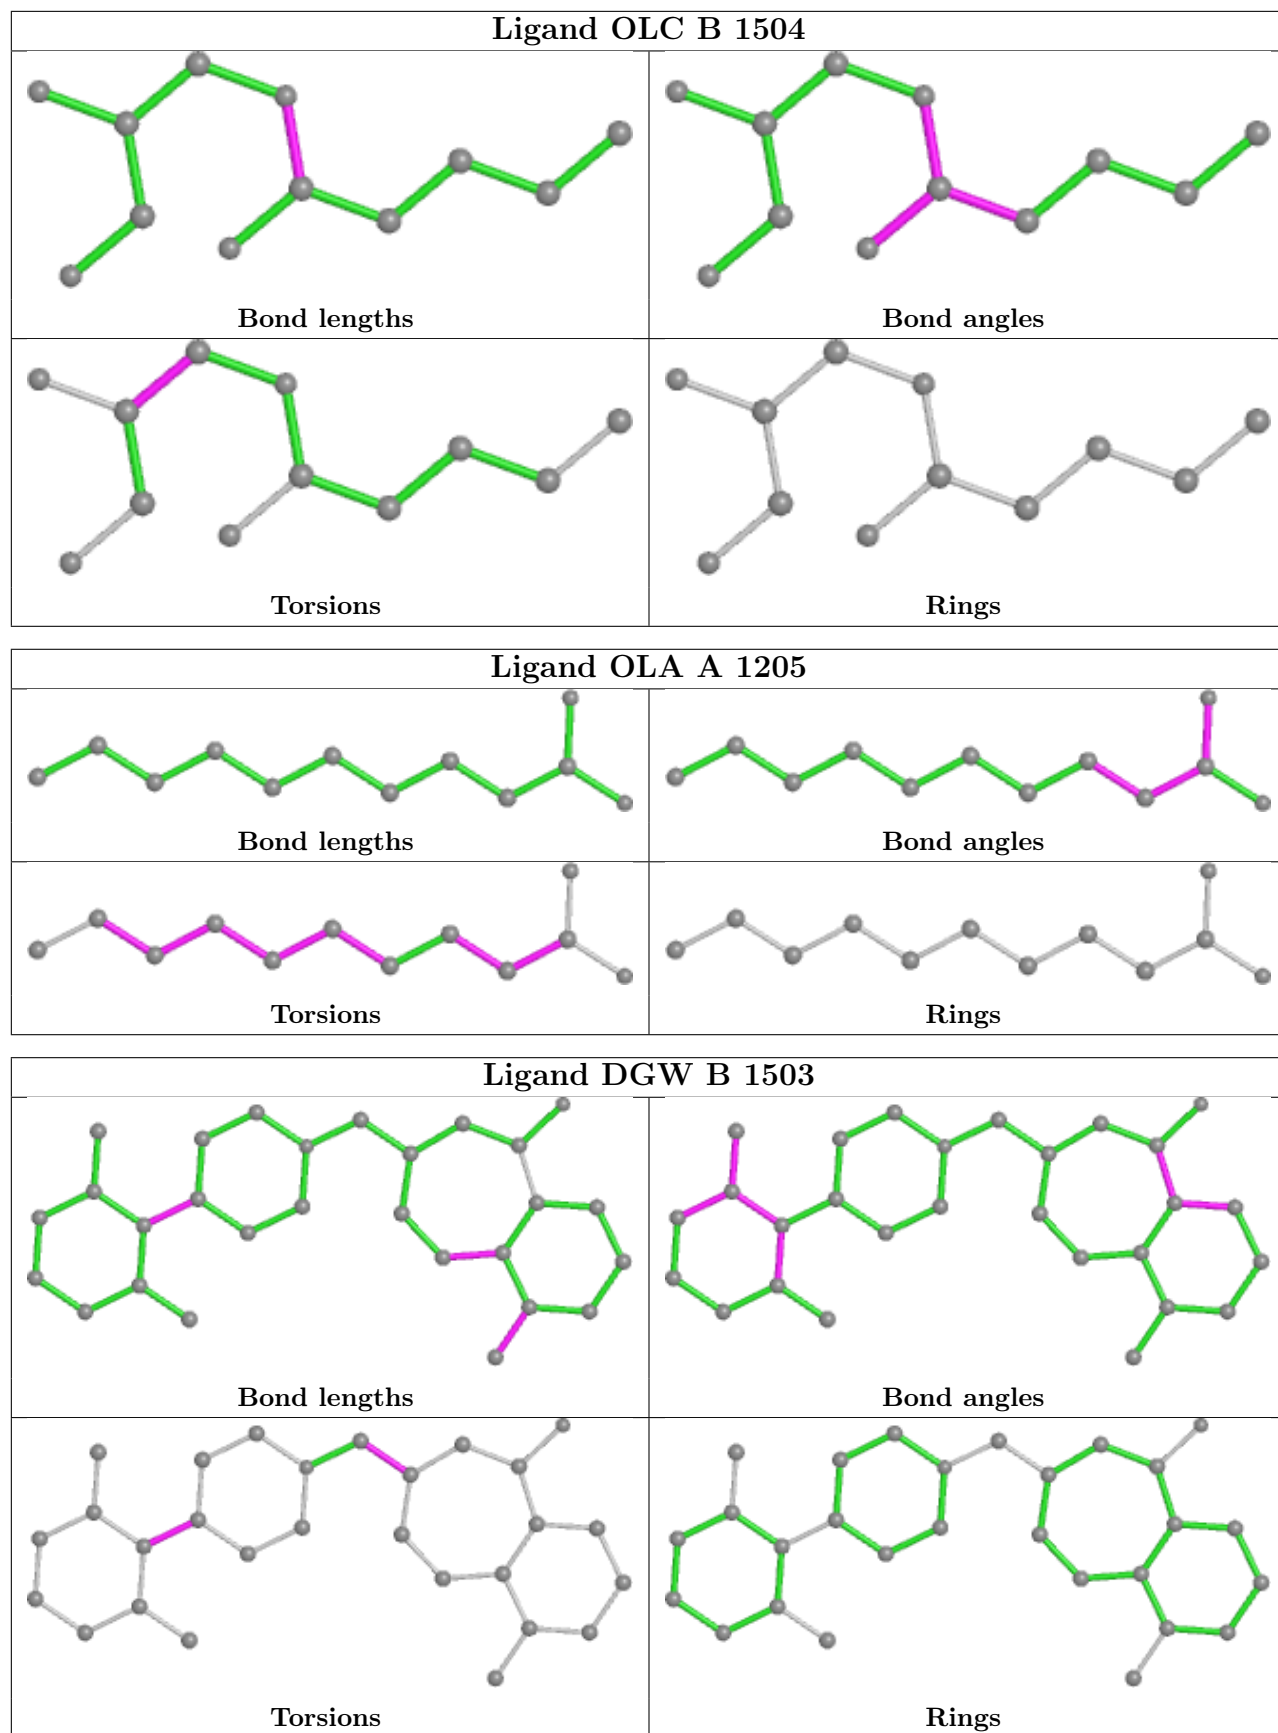 Ligand OLC B 1504
Bond lengths
Bond angles
Torsions
Rings
Ligand OLA A 1205
Bond lengths
Bond angles
Torsions
Rings
Ligand DGW B 1503
Bond lengths
Bond angles
Torsions
Rings